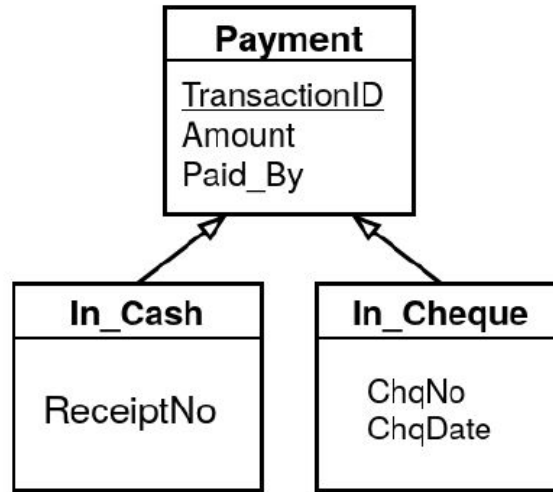 Payment
TransactionID
Amount
Paid_By
In_Cash
ReceiptNo
In_Cheque
ChqNo
ChqDate